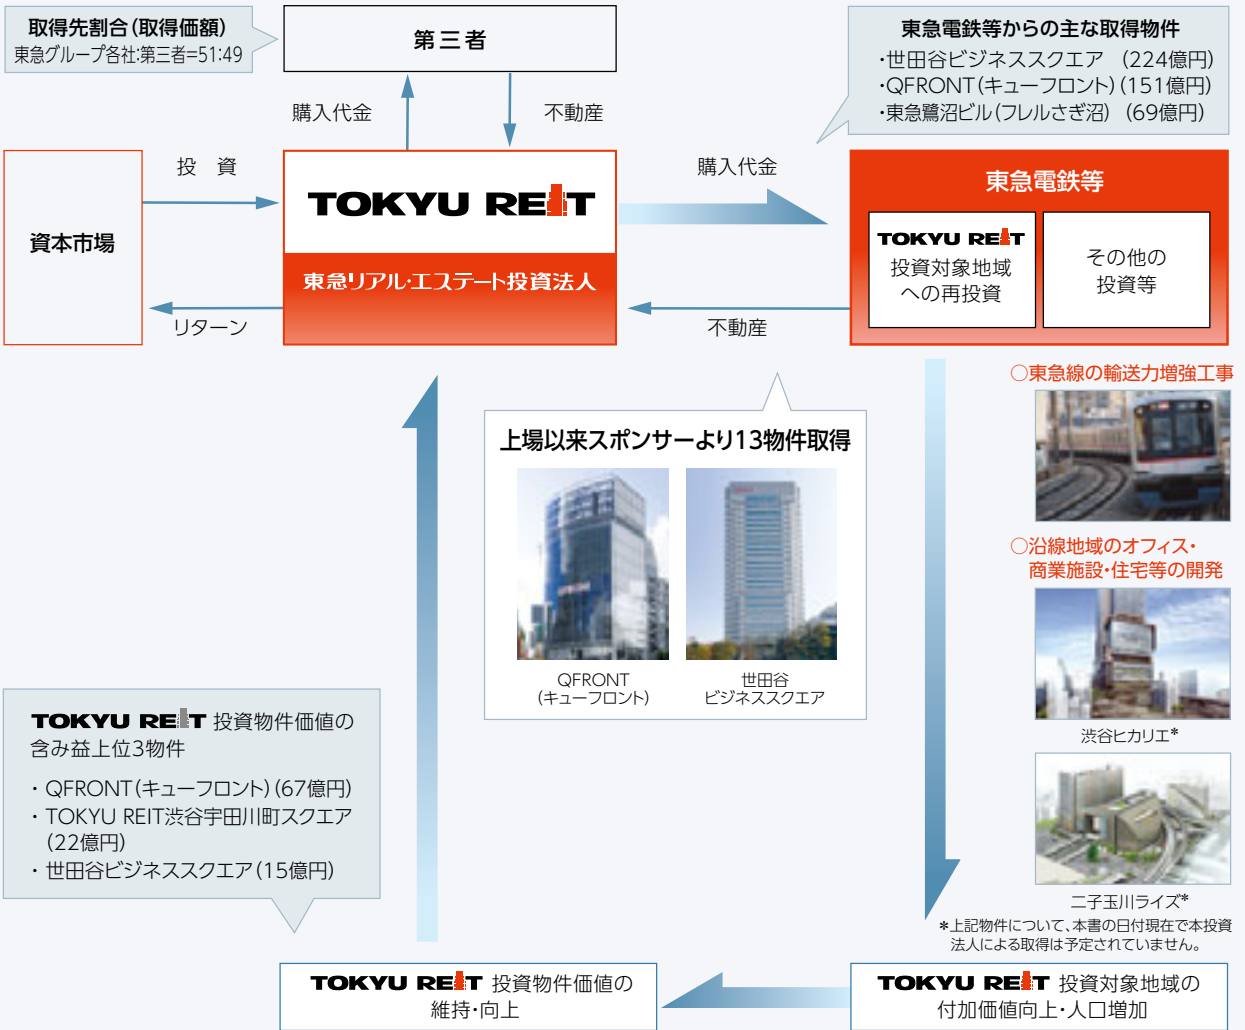 取得先割合(取得価額)
東急グループ各社:第三者=51:49
第三者
東急電鉄等からの主な取得物件
・世田谷ビジネススクエア (224億円)
・QFRONT(キューフロント)(151億円)
・東急鷺沼ビル(フレルさぎ沼) (69億円)
購入代金
不動産
投 資
資本市場
リターン
TOKYU REIT
東急リアル・エステート投資法人
購入代金
不動産
東急電鉄等
TOKYU REIT
投資対象地域
への再投資
その他の
投資等
○東急線の輸送力増強工事
○沿線地域のオフィス・
商業施設・住宅等の開発
渋谷ヒカリエ*
二子玉川ライズ*
*上記物件について、本書の日付現在で本投資
法人による取得は予定されていません。
上場以来スポンサーより13物件取得
QFRONT
(キューフロント)
世田谷
ビジネススクエア
TOKYU REIT 投資物件価値の
含み益上位3物件
・QFRONT(キューフロント)(67億円)
・TOKYU REIT渋谷宇田川町スクエア
(22億円)
・世田谷ビジネススクエア(15億円)
TOKYU REIT 投資物件価値の
維持・向上
TOKYU REIT 投資対象地域の
付加価値向上・人口増加